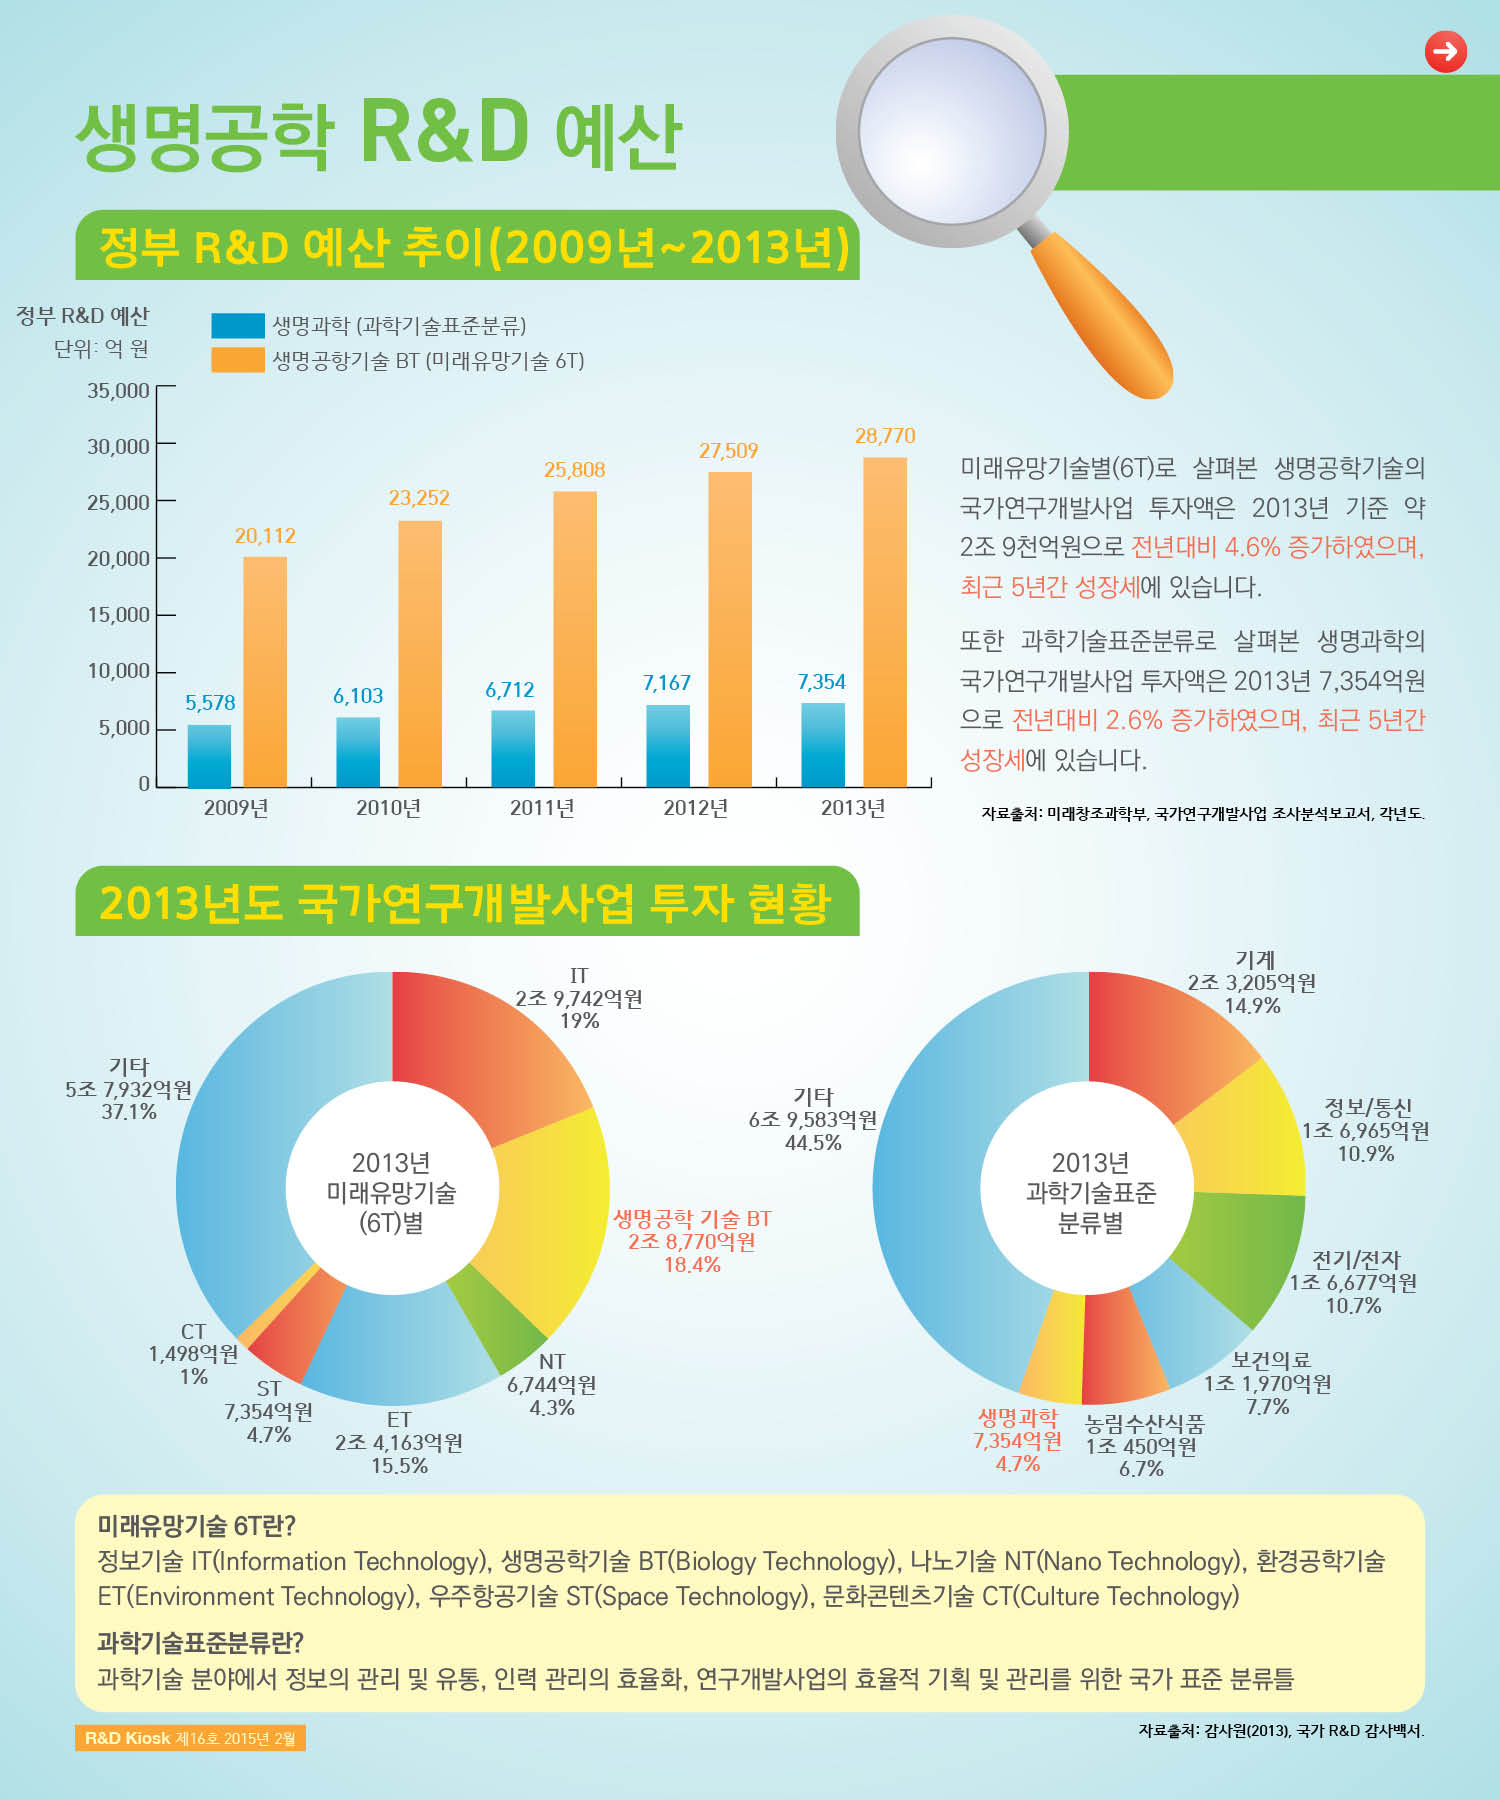 생명공학 R&D 예산
정부 R&D 예산 추이(2009년~2013년)
정부 R&D 예산
단위: 억 원
생명과학 (과학기술표준분류)
생명공항기술 BT (미래유망기술 6T)
35,000
30,000
25,000
20,000
15,000
10,000
5,000
0
5,578
20,112
6,103
23,252
6,712
25,808
7,167
27,509
7,354
28,770
2009년
2010년
2011년
2012년
2013년
미래유망기술별(6T)로 살펴본 생명공학기술의
국가연구개발사업 투자액은 2013년 기준 약
2조 9천억원으로 전년대비 4.6% 증가하였으며,
최근 5년간 성장세에 있습니다.
또한 과학기술표준분류로 살펴본 생명과학의
국가연구개발사업 투자액은 2013년 7,354억원
으로 전년대비 2.6% 증가하였으며, 최근 5년간
성장세에 있습니다.
자료출처: 미래창조과학부, 국가연구개발사업 조사분석보고서, 각년도.
2013년도 국가연구개발사업 투자 현황
2013년
미래유망기술
(6T)별
IT
2조 9,742억원
19%
생명공학 기술 BT
2조 8,770억원
18.4%
NT
6,744억원
4.3%
ET
2조 4,163억원
15.5%
ST
7,354억원
4.7%
CT
1,498억원
1%
기타
5조 7,932억원
37.1%
2013년
과학기술표준
분류별
기계
2조 3,205억원
14.9%
정보/통신
1조 6,965억원
10.9%
전기/전자
1조 6,677억원
10.7%
보건의료
1조 1,970억원
7.7%
농림수산식품
1조 450억원
6.7%
생명과학
7,354억원
4.7%
기타
6조 9,583억원
44.5%
미래유망기술 6T란?
정보기술 IT(Information Technology), 생명공학기술 BT(Biology Technology), 나노기술 NT(Nano Technology), 환경공학기술
ET(Environment Technology), 우주항공기술 ST(Space Technology), 문화콘텐츠기술 CT(Culture Technology)
과학기술표준분류란?
과학기술 분야에서 정보의 관리 및 유통, 인력 관리의 효율화, 연구개발사업의 효율적 기획 및 관리를 위한 국가 표준 분류틀
R&D Kiosk 제16호 2015년 2월
자료출처: 감사원(2013), 국가 R&D 감사백서.